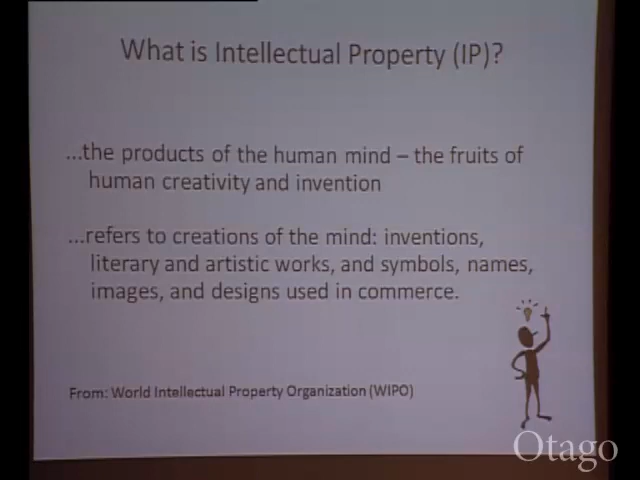 What is Intellectual Property (IP)?
...the products of the human mind – the fruits of
human creativity and invention
...refers to creations of the mind: inventions,
literary and artistic works, and symbols, names,
images, and designs used in commerce.
From: World Intellectual Property Organization (WIPO)
Otago